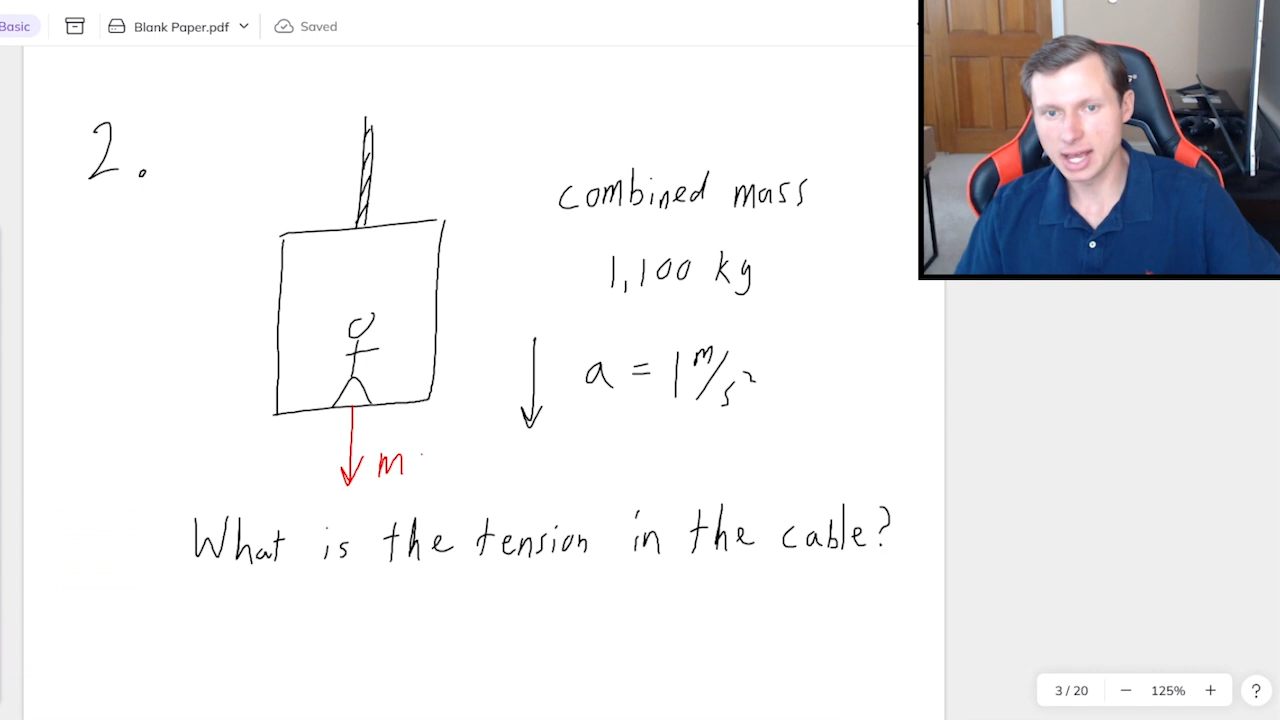 Basic
Blank Paper.pdf
Saved
2.
combined mass
1,100 kg
a = 1 m/s²
m
What is the tension in the cable?
3 / 20
125%
?